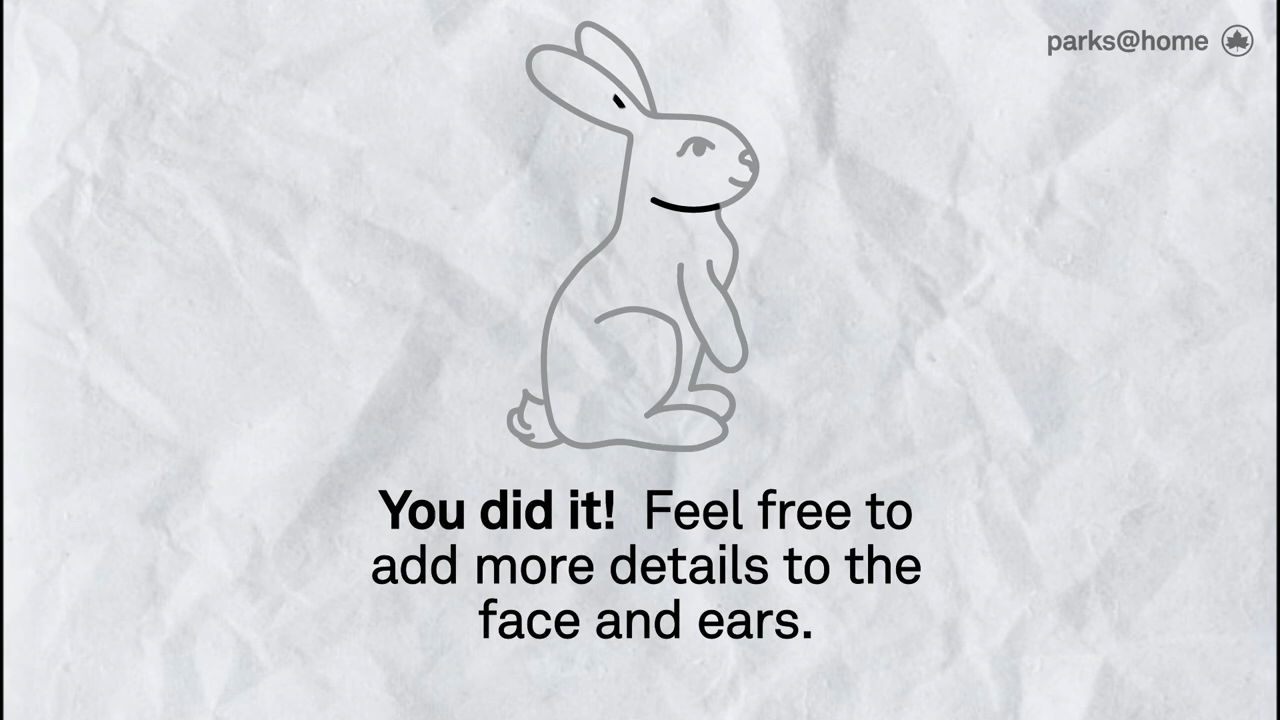 parks@home
You did it! Feel free to
add more details to the
face and ears.